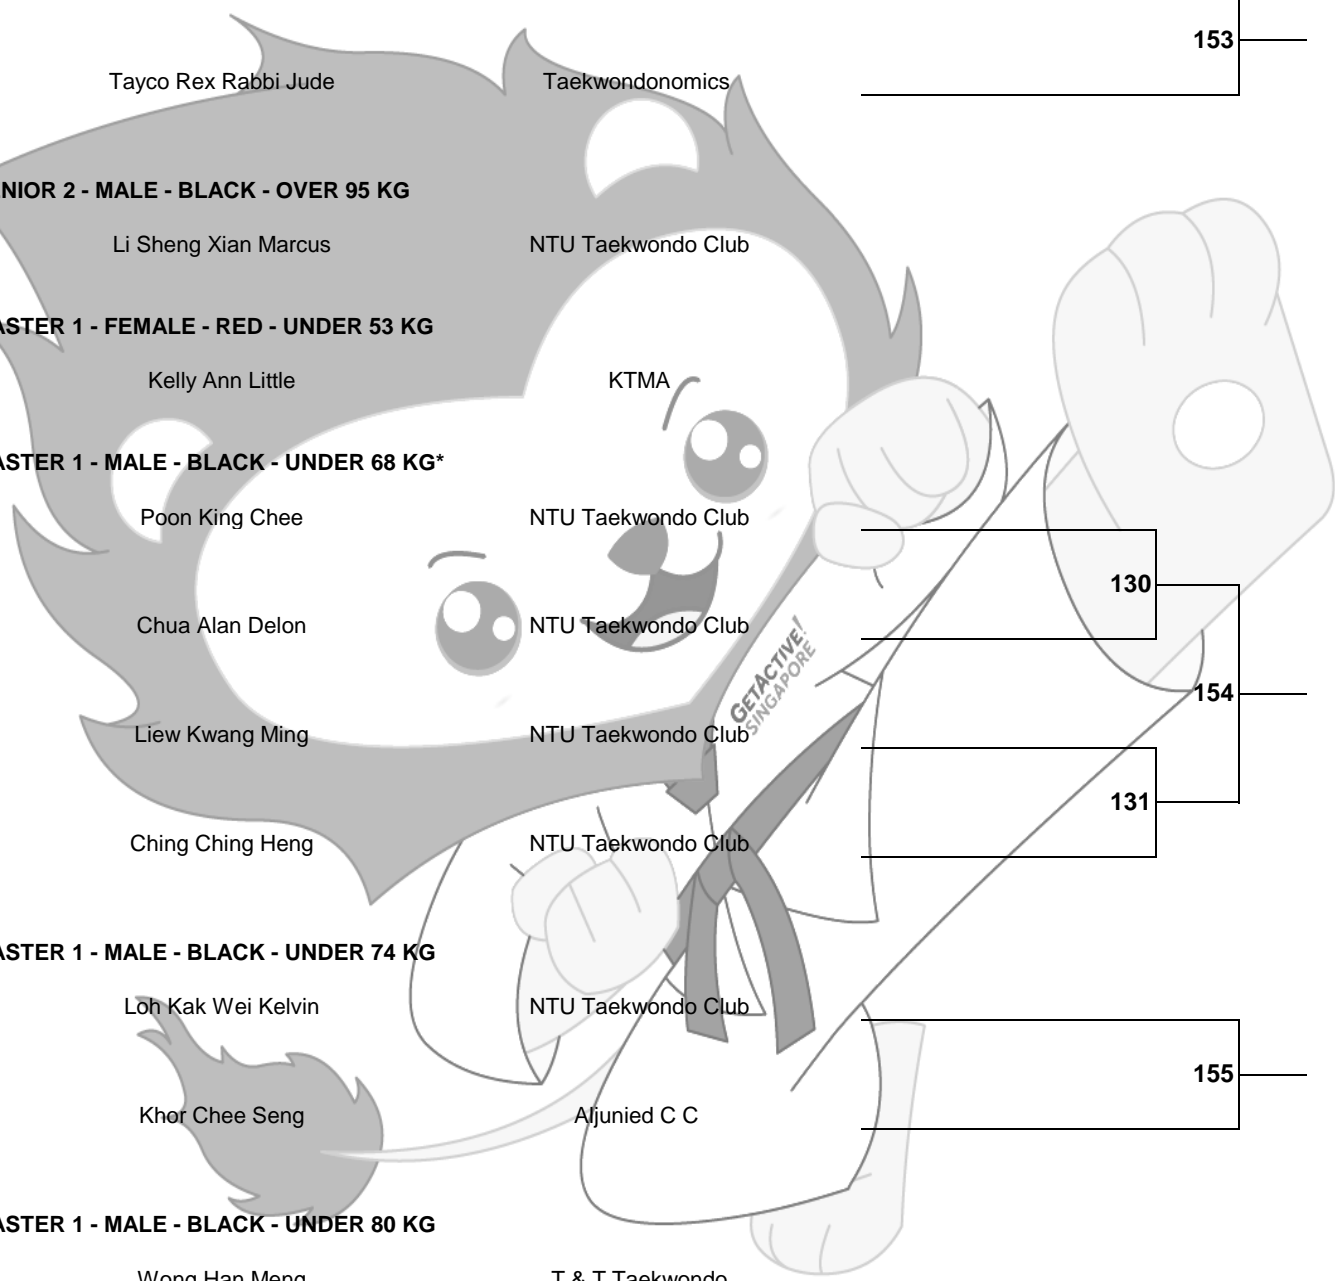 153
Tayco Rex Rabbi Jude Taekwondonomics
NIOR 2 - MALE - BLACK - OVER 95 KG
Li Sheng Xian Marcus NTU Taekwondo Club
ASTER 1 - FEMALE - RED - UNDER 53 KG
Kelly Ann Little KTMA
ASTER 1 - MALE - BLACK - UNDER 68 KG*
Poon King Chee NTU Taekwondo Club
130
Chua Alan Delon NTU Taekwondo Club
GETACTIVE!
SINGAPORE
154
Liew Kwang Ming NTU Taekwondo Club
131
Ching Ching Heng NTU Taekwondo Club
ASTER 1 - MALE - BLACK - UNDER 74 KG
Loh Kak Wei Kelvin NTU Taekwondo Club
155
Khor Chee Seng Aljunied C C
ASTER 1 - MALE - BLACK - UNDER 80 KG
Wong Han Meng T & T Taekwondo